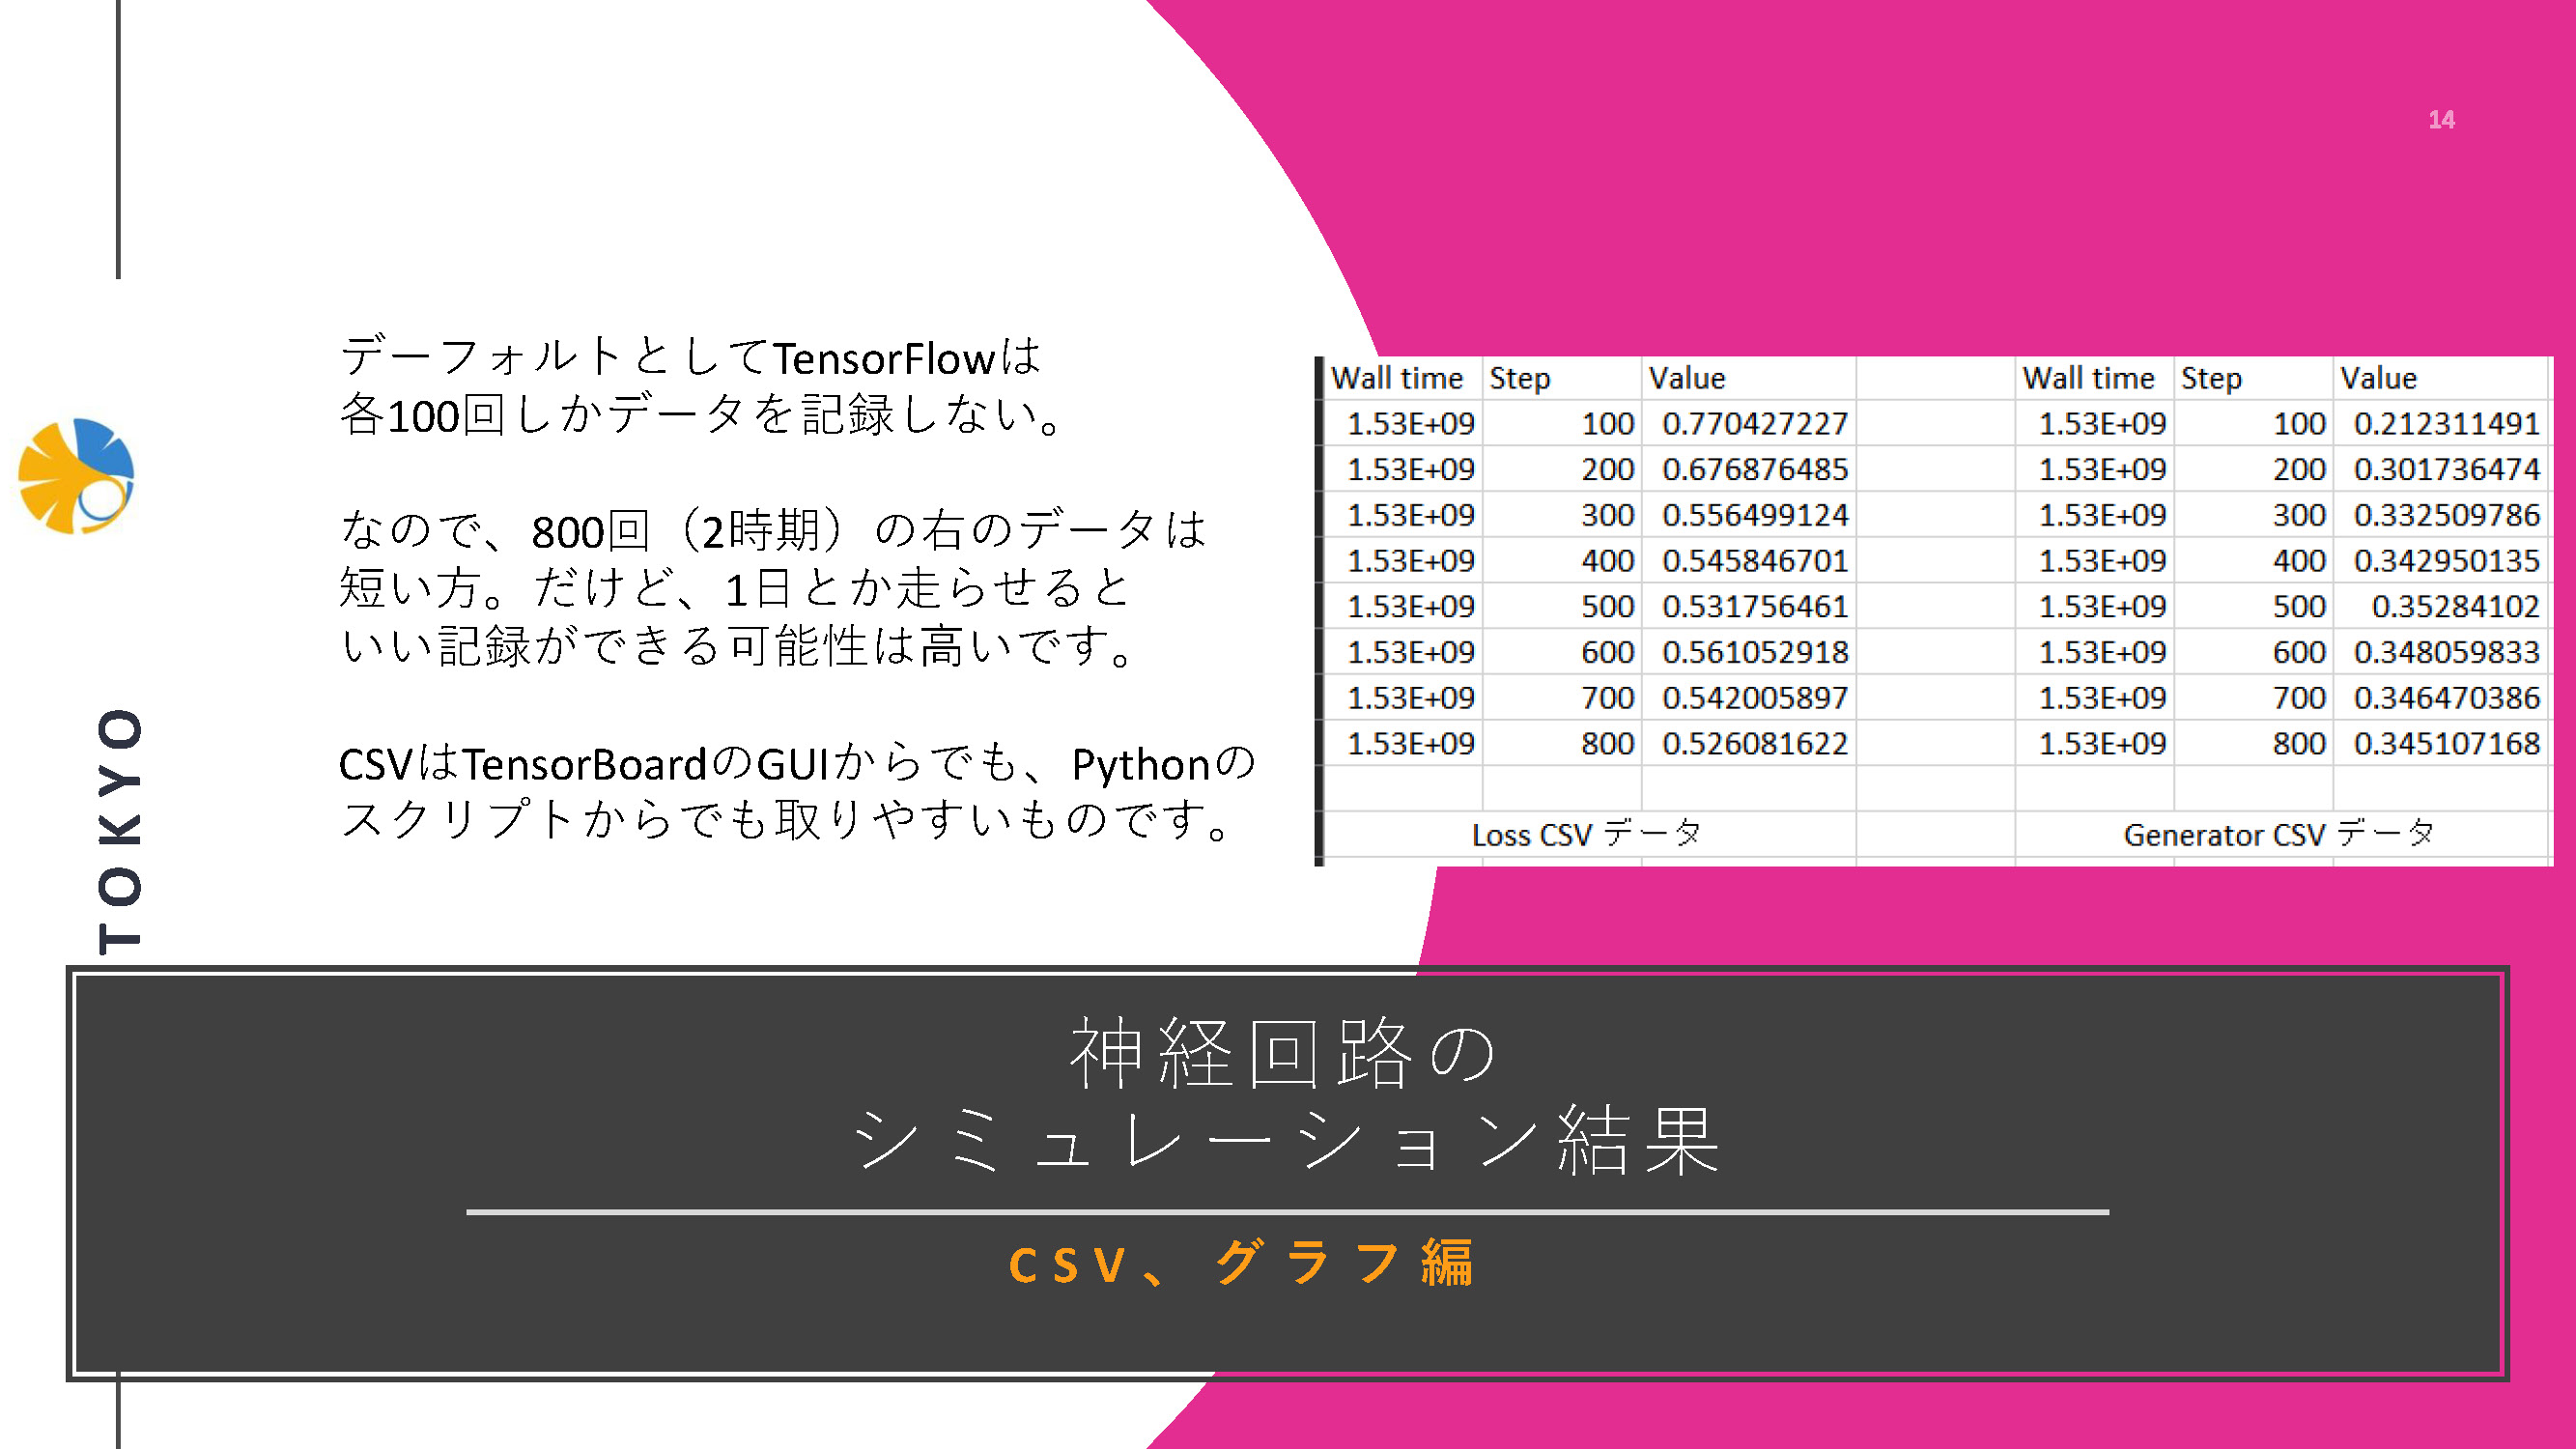 14
デーフォルトとしてTensorFlowは
各100回しかデータを記録しない。
なので、800回（2時期）の右のデータは
短い方。だけど、1日とか走らせると
いい記録ができる可能性は高いです。
CSVはTensorBoardのGUIからでも、Pythonの
スクリプトからでも取りやすいものです。
Wall time Step Value Wall time Step Value
1.53E+09 100 0.770427227 1.53E+09 100 0.212311491
1.53E+09 200 0.676876485 1.53E+09 200 0.301736474
1.53E+09 300 0.556499124 1.53E+09 300 0.332509786
1.53E+09 400 0.545846701 1.53E+09 400 0.342950135
1.53E+09 500 0.531756461 1.53E+09 500 0.35284102
1.53E+09 600 0.561052918 1.53E+09 600 0.348059833
1.53E+09 700 0.542005897 1.53E+09 700 0.346470386
1.53E+09 800 0.526081622 1.53E+09 800 0.345107168
Loss CSV データ Generator CSV データ
TOKYO
神経回路の
シミュレーション結果
CSV、グラフ編